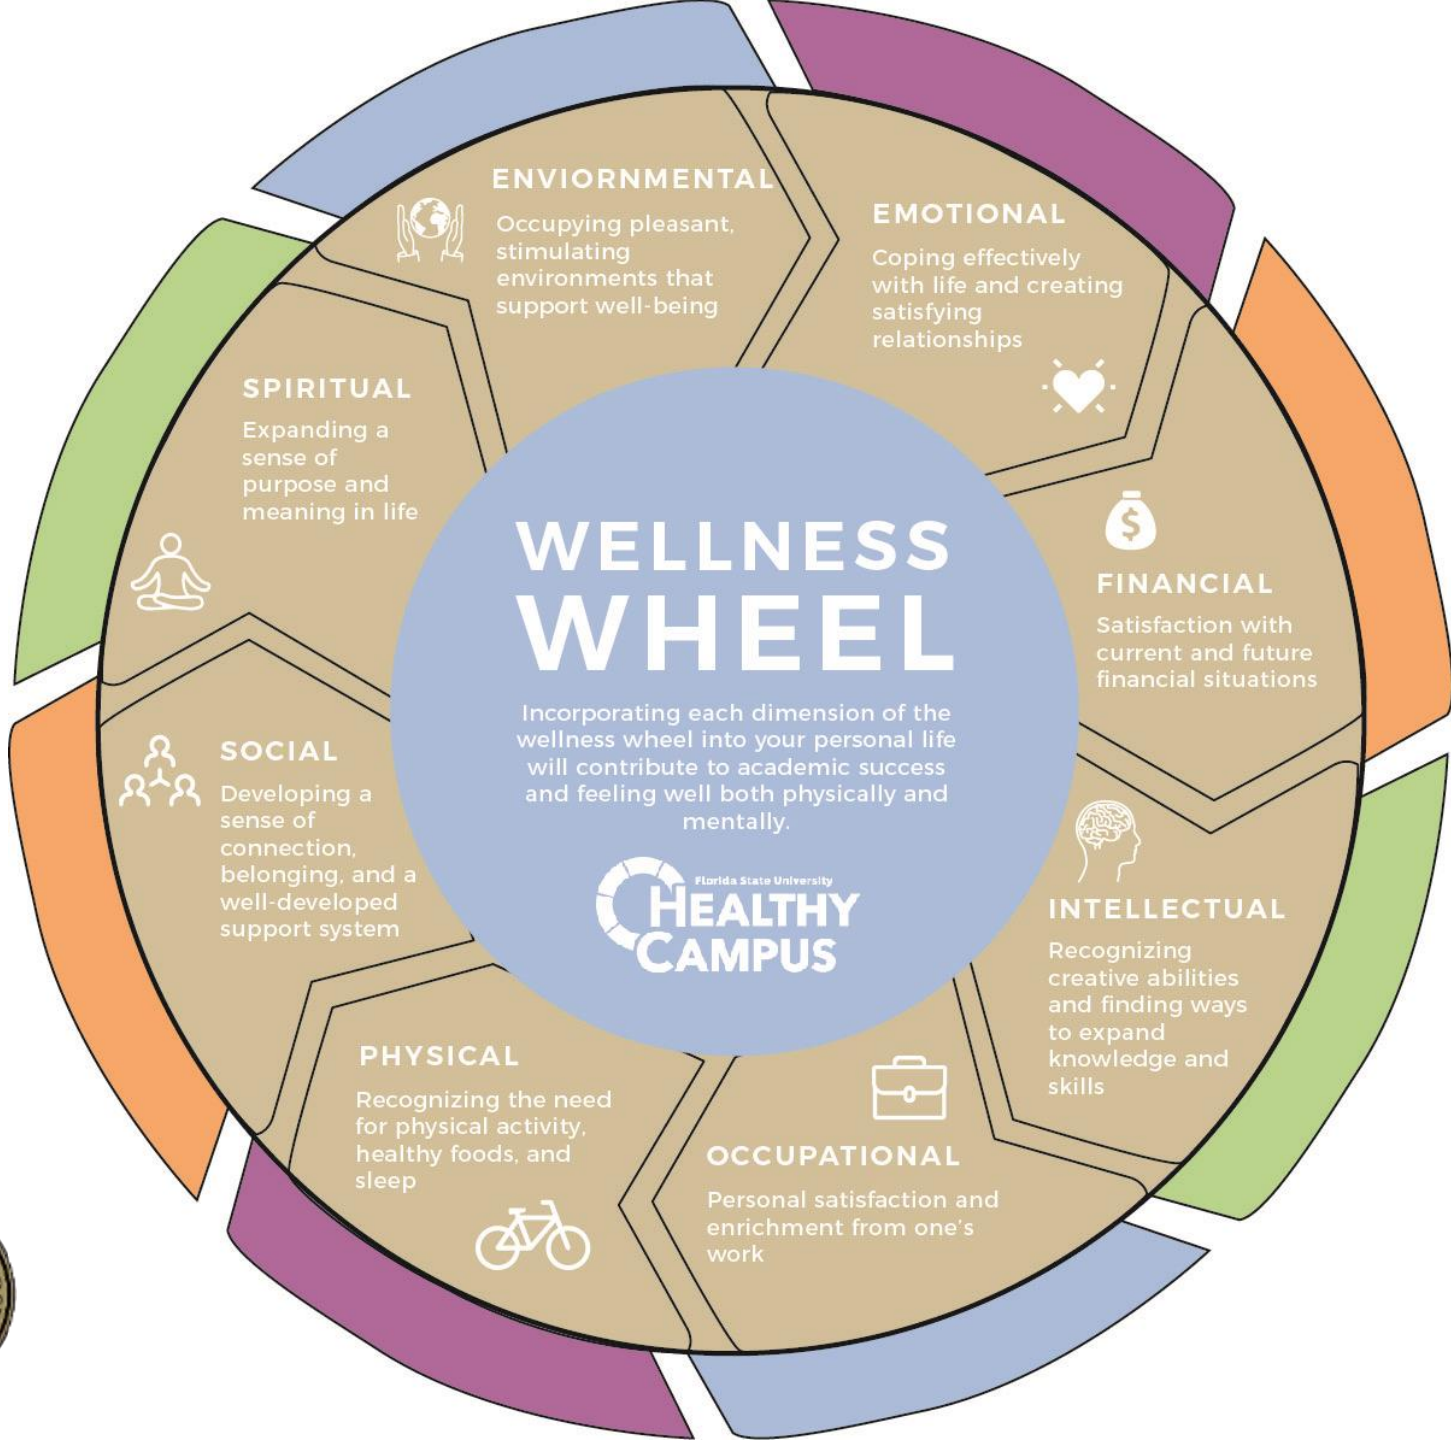 WELLNESS
WHEEL
Incorporating each dimension of the
wellness wheel into your personal life
will contribute to academic success
and feeling well both physically and
mentally.
Florida State University
HEALTHY
CAMPUS
ENVIORNMENTAL
Occupying pleasant,
stimulating
environments that
support well-being
EMOTIONAL
Coping effectively
with life and creating
satisfying
relationships
$
FINANCIAL
Satisfaction with
current and future
financial situations
INTELLECTUAL
Recognizing
creative abilities
and finding ways
to expand
knowledge and
skills
OCCUPATIONAL
Personal satisfaction and
enrichment from one's
work
PHYSICAL
Recognizing the need
for physical activity,
healthy foods, and
sleep
SOCIAL
Developing a
sense of
connection,
belonging, and a
well-developed
support system
SPIRITUAL
Expanding a
sense of
purpose and
meaning in life